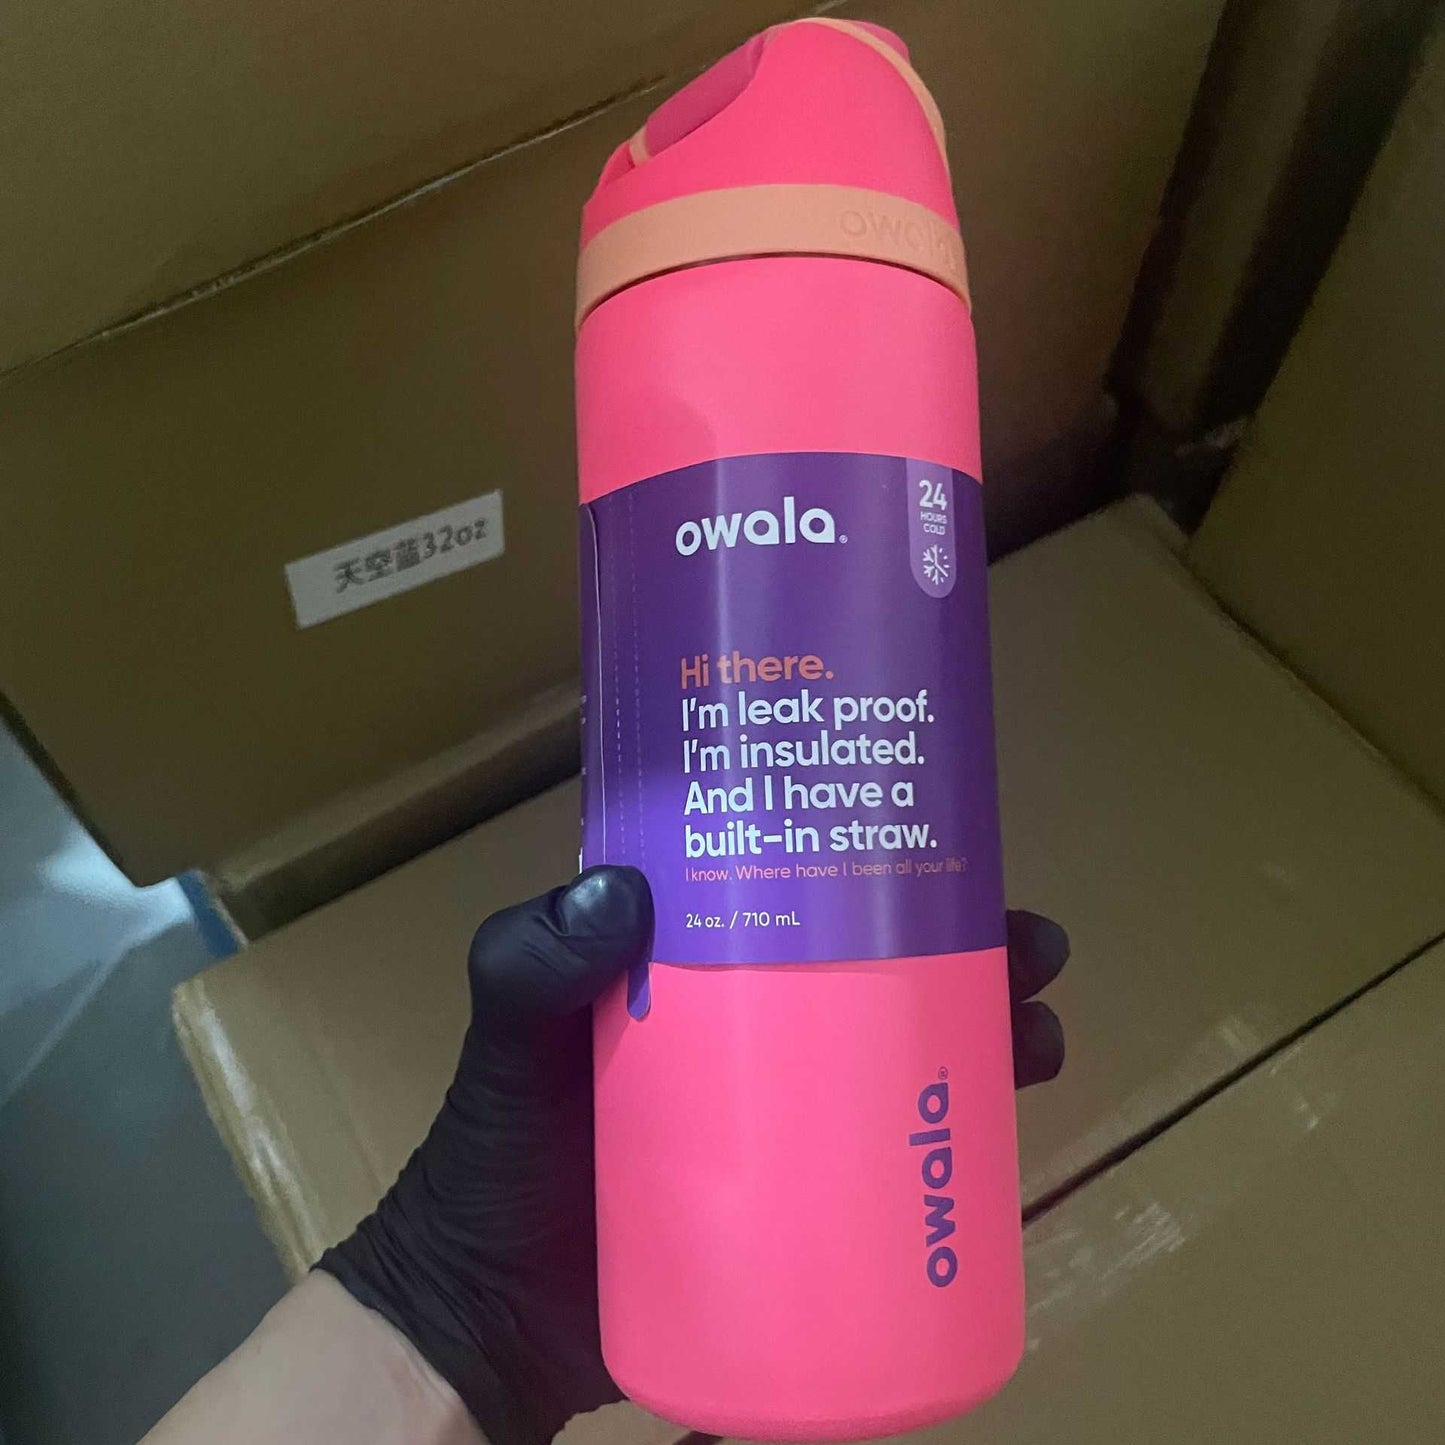 owala
owala®
24
HOURS
COLD
天空蓝32oz
Hi there.
I'm leak proof.
I'm insulated.
And I have a
built-in straw.
I know. Where have I been all your life?
24 oz. / 710 mL
owala®